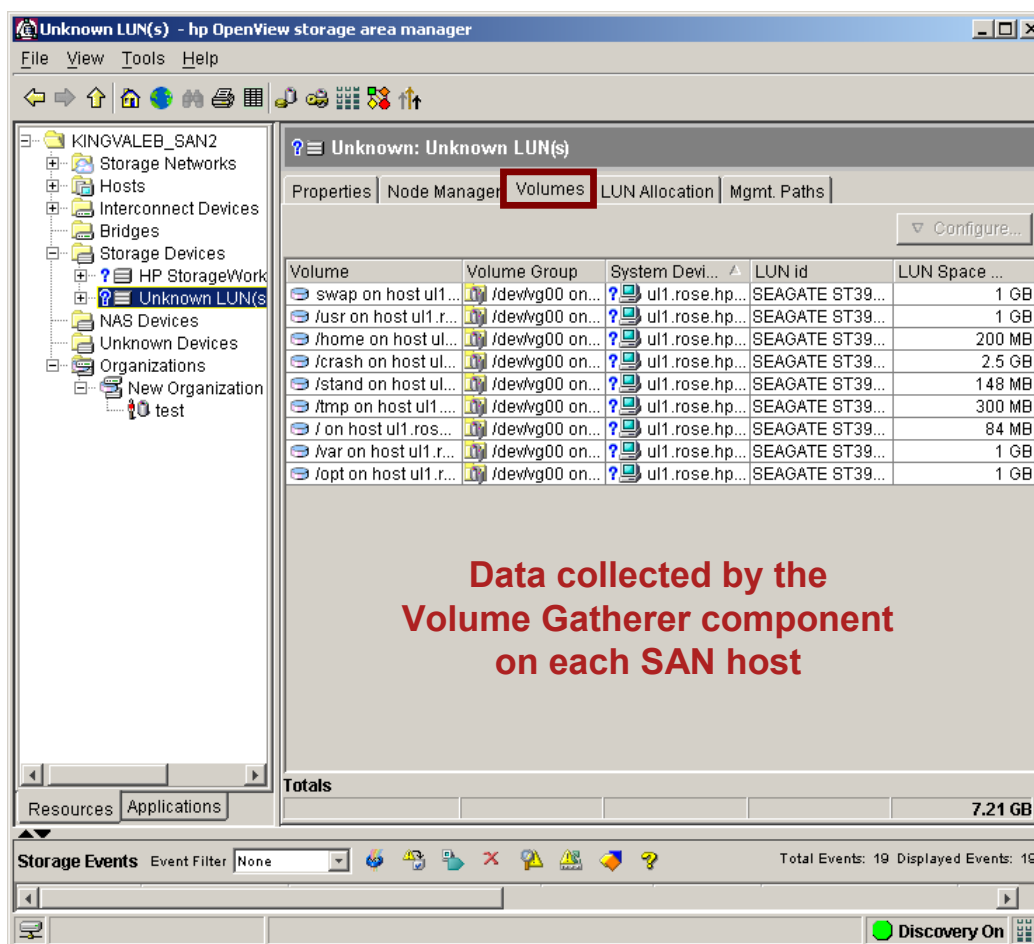 Unknown LUN(s) - hp OpenView storage area manager
File View Tools Help
KINGVALEB_SAN2
Storage Networks
Hosts
Interconnect Devices
Bridges
Storage Devices
? HP StorageWork
? Unknown LUN(s
NAS Devices
Unknown Devices
Organizations
New Organization
test
Resources Applications
? Unknown: Unknown LUN(s)
Properties Node Manager Volumes LUN Allocation Mgmt. Paths
Configure...
Volume Volume Group System Devi... LUN id LUN Space ...
swap on host ul1... /dev/vg00 on... ? ul1.rose.hp... SEAGATE ST39... 1 GB
/usr on host ul1.r... /dev/vg00 on... ? ul1.rose.hp... SEAGATE ST39... 1 GB
/home on host ul... /dev/vg00 on... ? ul1.rose.hp... SEAGATE ST39... 200 MB
/crash on host ul... /dev/vg00 on... ? ul1.rose.hp... SEAGATE ST39... 2.5 GB
/stand on host ul... /dev/vg00 on... ? ul1.rose.hp... SEAGATE ST39... 148 MB
/tmp on host ul1.... /dev/vg00 on... ? ul1.rose.hp... SEAGATE ST39... 300 MB
/ on host ul1.ros... /dev/vg00 on... ? ul1.rose.hp... SEAGATE ST39... 84 MB
/var on host ul1.r... /dev/vg00 on... ? ul1.rose.hp... SEAGATE ST39... 1 GB
/opt on host ul1.r... /dev/vg00 on... ? ul1.rose.hp... SEAGATE ST39... 1 GB
Data collected by the
Volume Gatherer component
on each SAN host
Totals
7.21 GB
Storage Events Event Filter None Total Events: 19 Displayed Events: 19
Discovery On